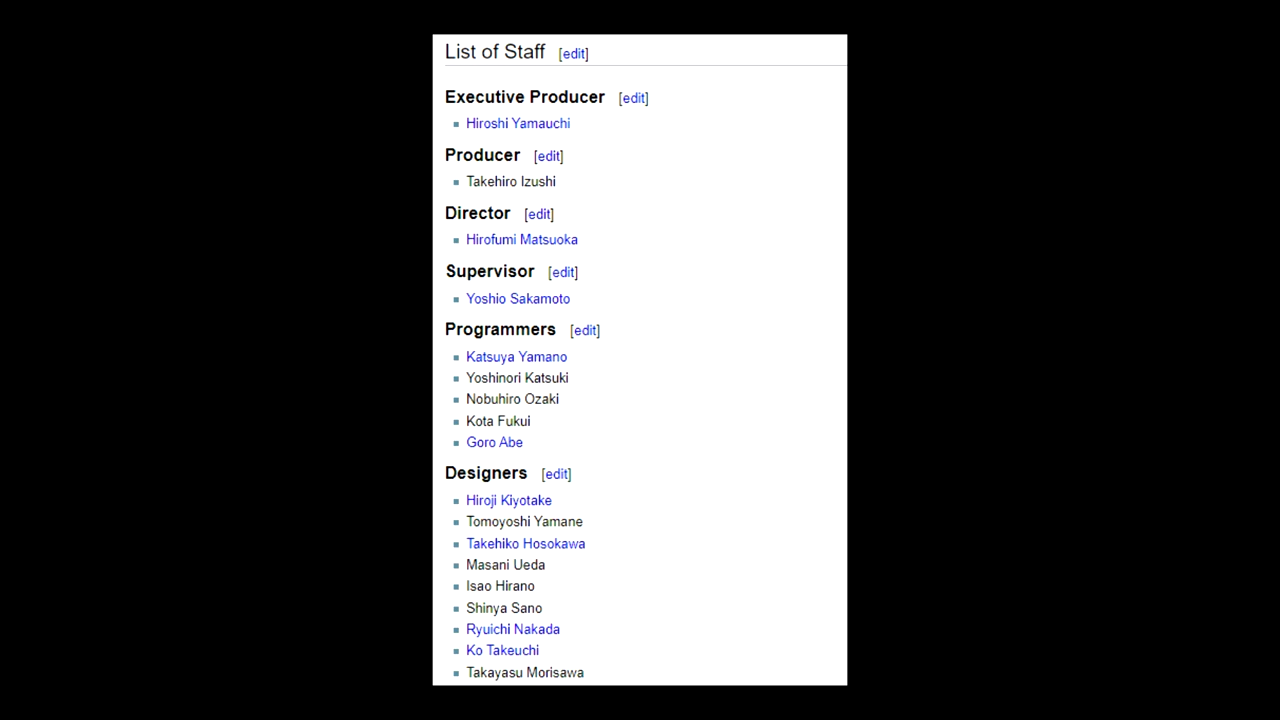 List of Staff [edit]
Executive Producer [edit]
Hiroshi Yamauchi
Producer [edit]
Takehiro Izushi
Director [edit]
Hirofumi Matsuoka
Supervisor [edit]
Yoshio Sakamoto
Programmers [edit]
Katsuya Yamano
Yoshinori Katsuki
Nobuhiro Ozaki
Kota Fukui
Goro Abe
Designers [edit]
Hiroji Kiyotake
Tomoyoshi Yamane
Takehiko Hosokawa
Masani Ueda
Isao Hirano
Shinya Sano
Ryuichi Nakada
Ko Takeuchi
Takayasu Morisawa